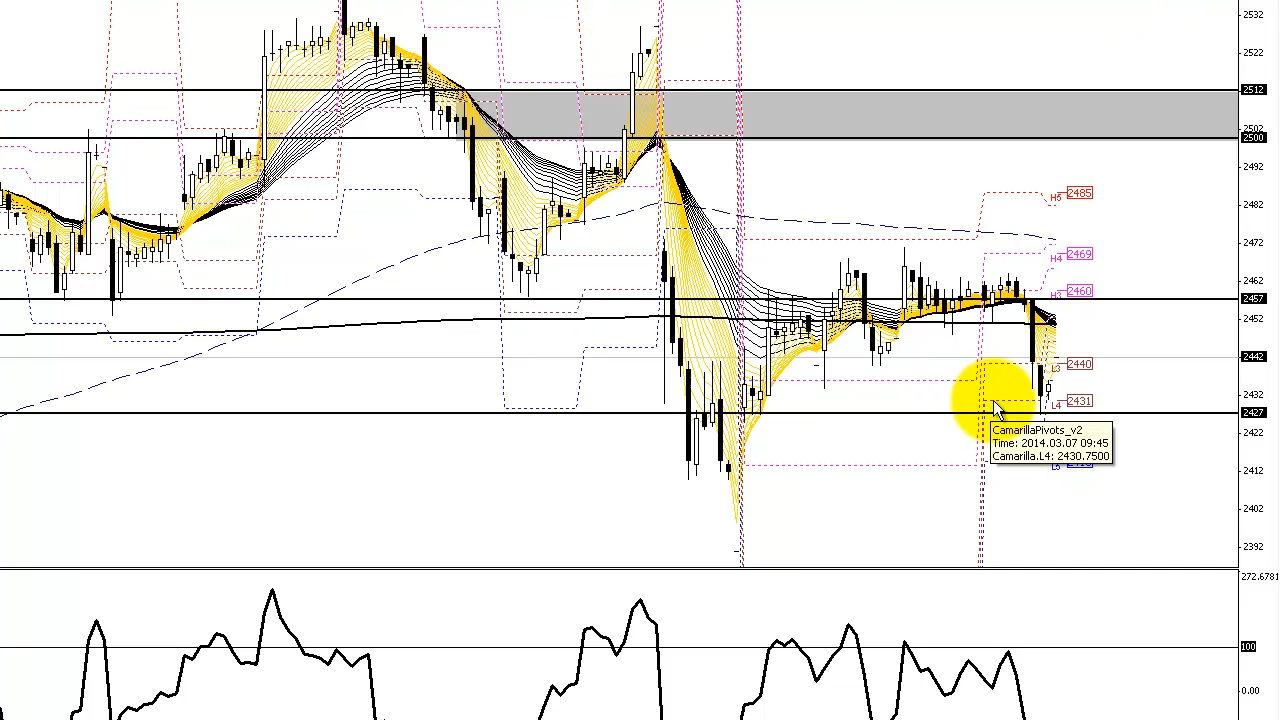 2532
2522
2512
2502
2500
2492
2482
H5 2485
2472
H4 2469
2462
H3 2460
2457
2452
2442
L3 2440
2432
L4 2431
2427
CamarillaPivots_v2
Time: 2014.03.07 09:45
Camarilla.L4: 2430.7500
2422
2412
L5
2402
2392
272.6781
100
0.00